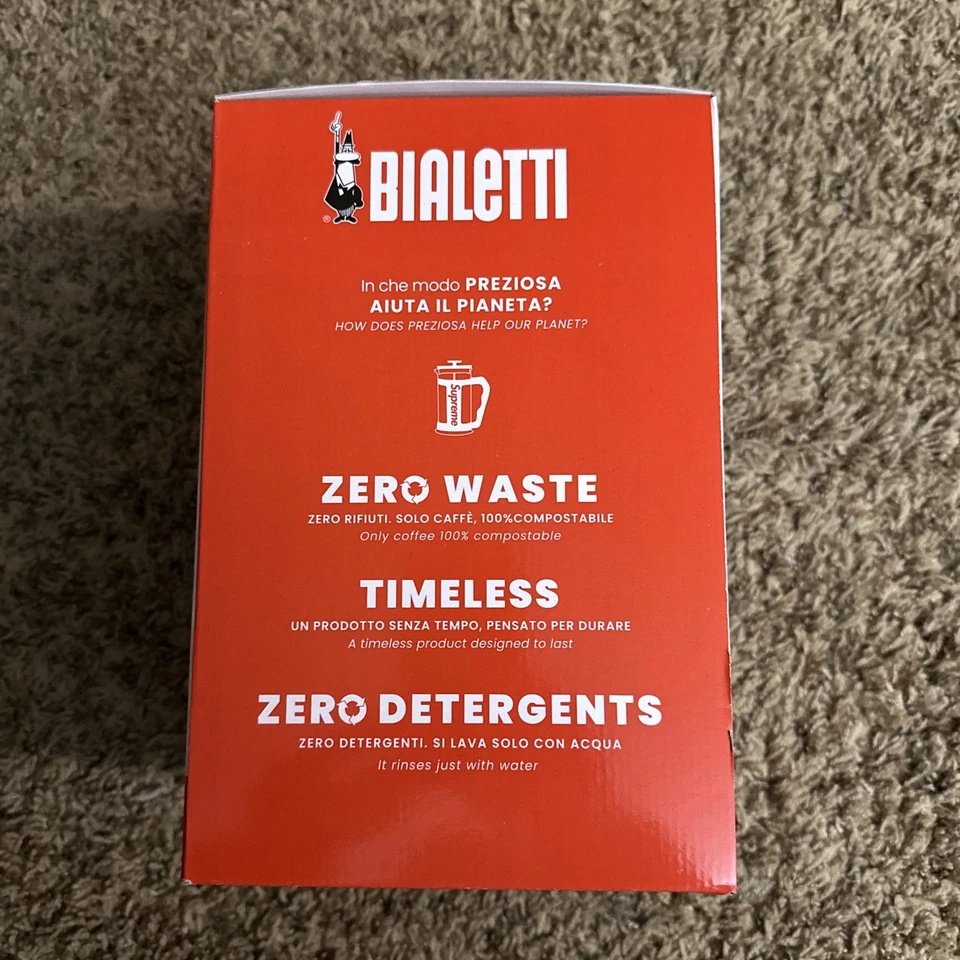 BIALETTI
®
In che modo PREZIOSA
AIUTA IL PIANETA?
HOW DOES PREZIOSA HELP OUR PLANET?
Supreme
ZERO WASTE
ZERO RIFIUTI. SOLO CAFFÈ, 100%COMPOSTABILE
Only coffee 100% compostable
TIMELESS
UN PRODOTTO SENZA TEMPO, PENSATO PER DURARE
A timeless product designed to last
ZERO DETERGENTS
ZERO DETERGENTI. SI LAVA SOLO CON ACQUA
It rinses just with water